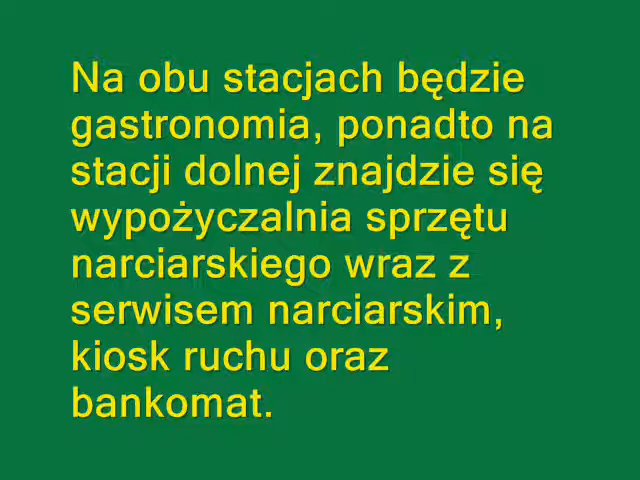 Na obu stacjach będzie
gastronomia, ponadto na
stacji dolnej znajdzie się
wypożyczalnia sprzętu
narciarskiego wraz z
serwisem narciarskim,
kiosk ruchu oraz
bankomat.